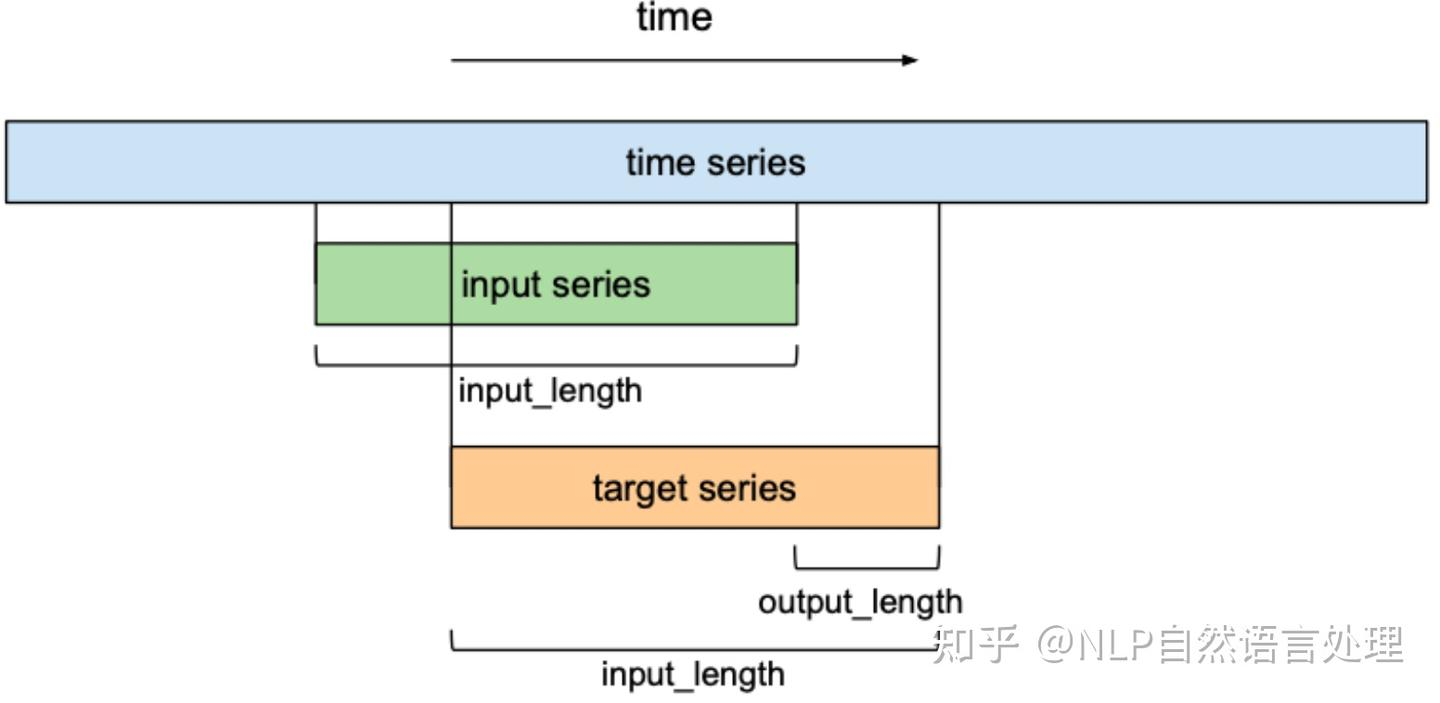 time
time series
input series
input_length
target series
output_length
知乎 @NLP自然语言处理
input_length